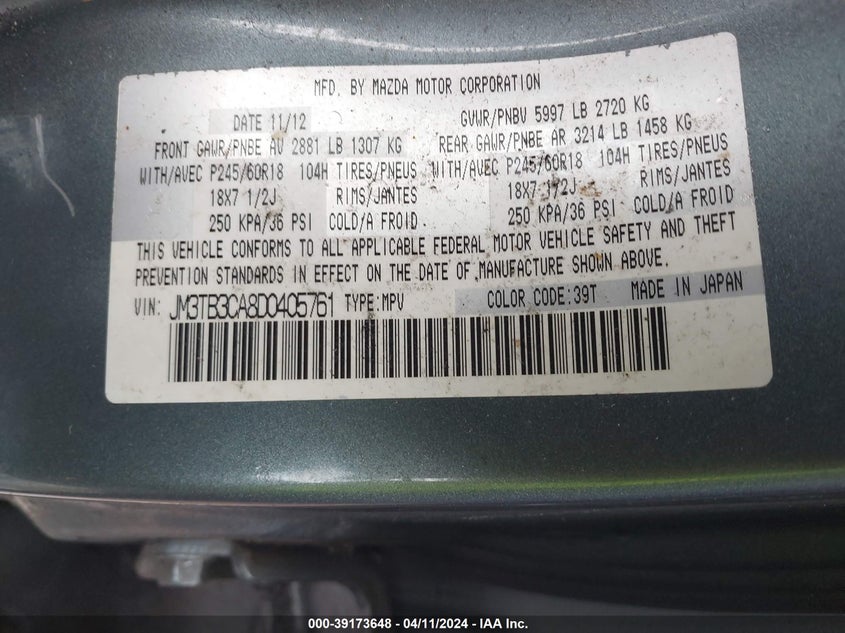 MFD. BY MAZDA MOTOR CORPORATION
DATE 11/12 GVWR/PNBV 5997 LB 2720 KG
FRONT GAWR/PNBE AV 2881 LB 1307 KG REAR GAWR/PNBE AR 3214 LB 1458 KG
WITH/AVEC P245/60R18 104H TIRES/PNEUS WITH/AVEC P245/60R18 104H TIRES/PNEUS
18X7 1/2J RIMS/JANTES 18X7 1/2J RIMS/JANTES
250 KPA/36 PSI COLD/A FROID 250 KPA/36 PSI COLD/A FROID
THIS VEHICLE CONFORMS TO ALL APPLICABLE FEDERAL MOTOR VEHICLE SAFETY AND THEFT
PREVENTION STANDARDS IN EFFECT ON THE DATE OF MANUFACTURE SHOWN ABOVE.
VIN: JM3TB3CA8D0405761 TYPE:MPV COLOR CODE:39T MADE IN JAPAN
000-39173648 - 04/11/2024 - IAA Inc.